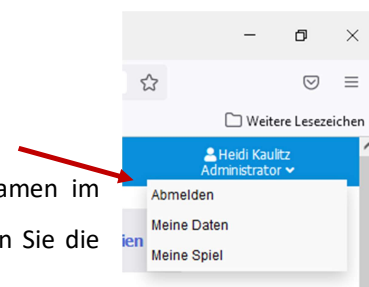 Weitere Lesezeichen
Heidi Kaulitz
Administrator
Abmelden
amen im
Meine Daten
n Sie die
ien
Meine Spiel